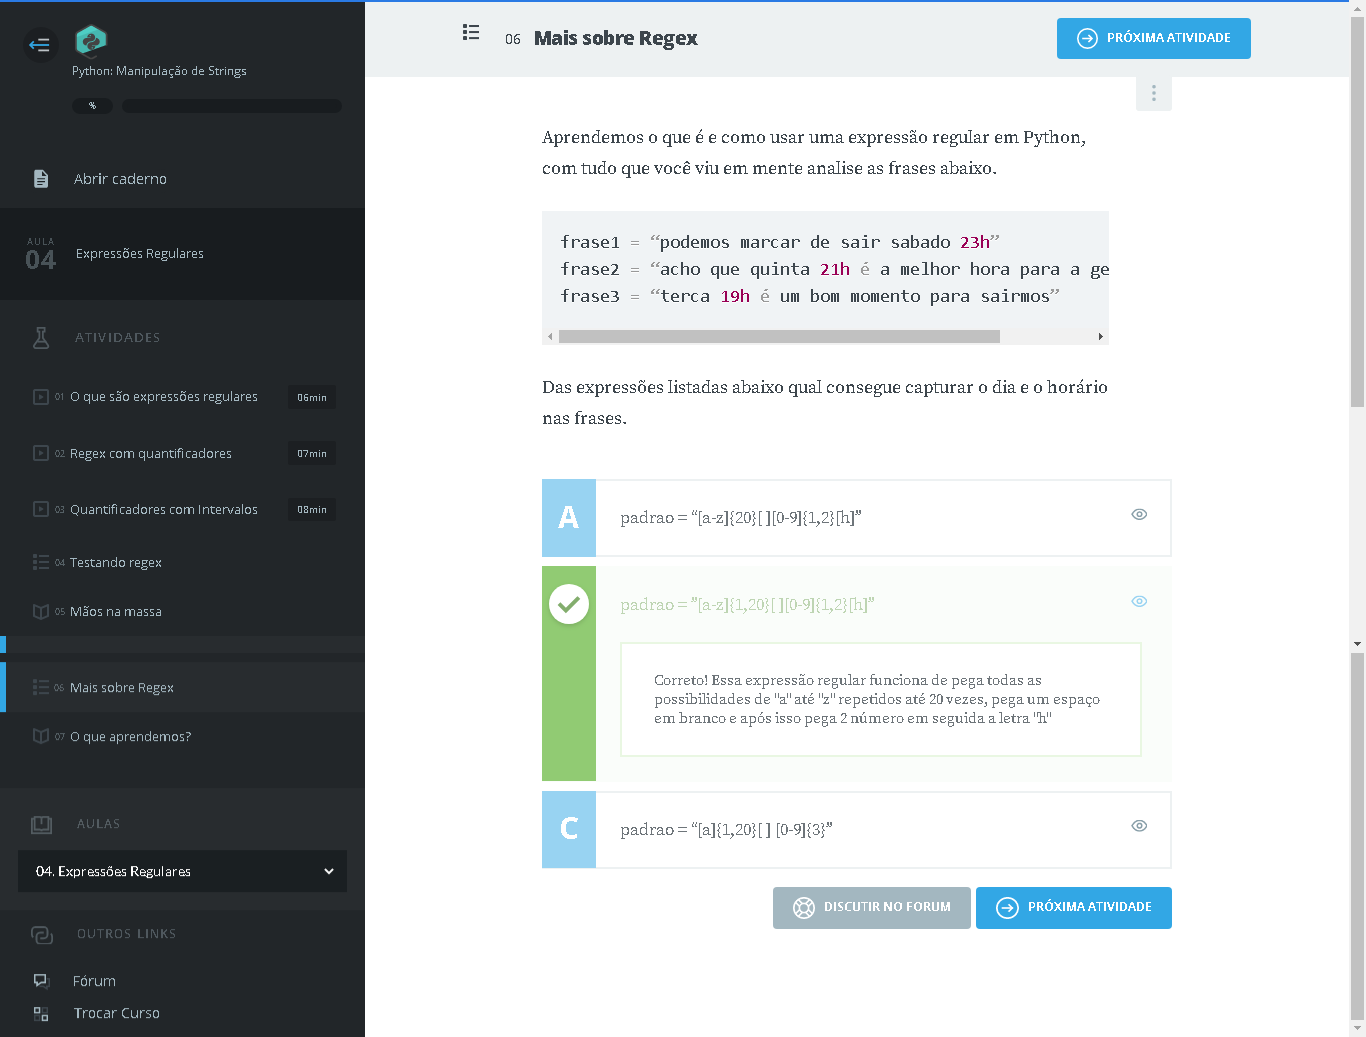 Python: Manipulação de Strings
%
Abrir caderno
AULA
04
Expressões Regulares
ATIVIDADES
01 O que são expressões regulares 06min
02 Regex com quantificadores 07min
03 Quantificadores com Intervalos 08min
04 Testando regex
05 Mãos na massa
06 Mais sobre Regex
07 O que aprendemos?
AULAS
04. Expressões Regulares
OUTROS LINKS
Fórum
Trocar Curso
06 Mais sobre Regex
PRÓXIMA ATIVIDADE
Aprendemos o que é e como usar uma expressão regular em Python,
com tudo que você viu em mente analise as frases abaixo.
frase1 = “podemos marcar de sair sabado 23h”
frase2 = “acho que quinta 21h é a melhor hora para a ge
frase3 = “terca 19h é um bom momento para sairmos”
Das expressões listadas abaixo qual consegue capturar o dia e o horário
nas frases.
A
padrao = “[a-z]{20}[ ][0-9]{1,2}[h]”
padrao = ”[a-z]{1,20}[ ][0-9]{1,2}[h]”
Correto! Essa expressão regular funciona de pega todas as
possibilidades de "a" até "z" repetidos até 20 vezes, pega um espaço
em branco e após isso pega 2 número em seguida a letra "h"
C
padrao = “[a]{1,20}[ ] [0-9]{3}”
DISCUTIR NO FORUM
PRÓXIMA ATIVIDADE